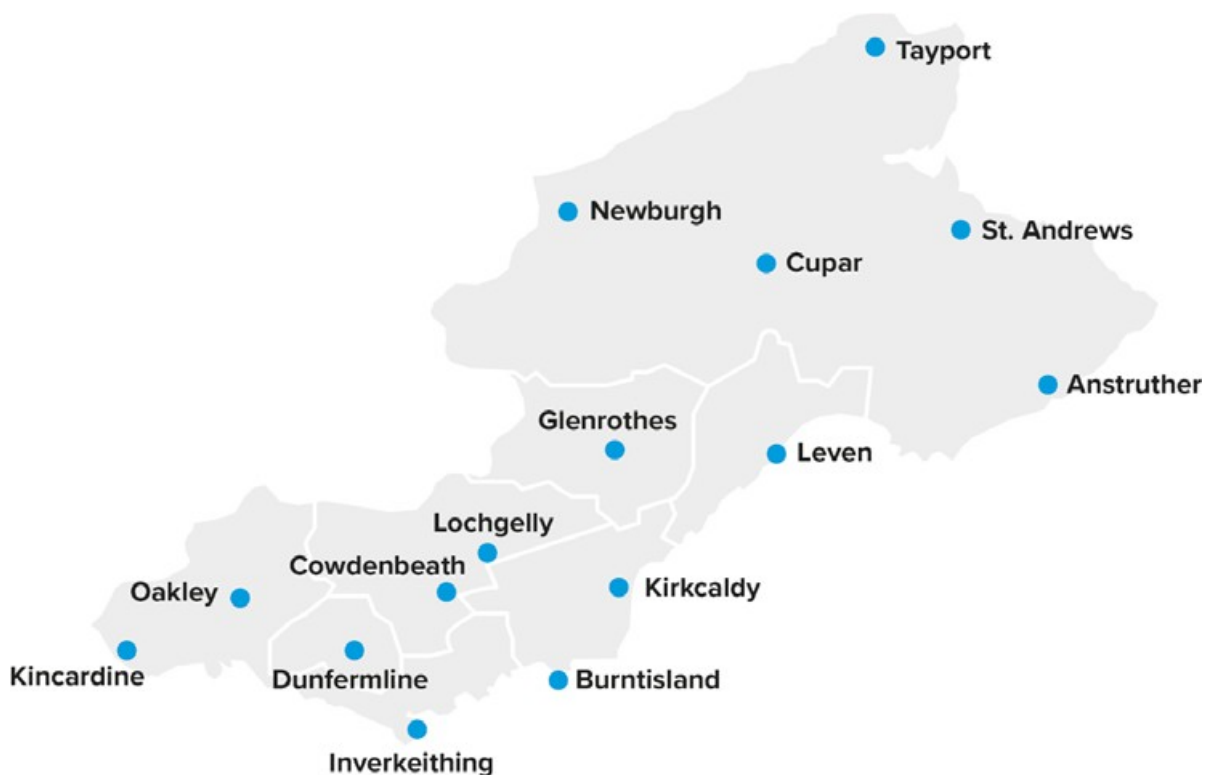 Tayport
Newburgh
St. Andrews
Cupar
Anstruther
Glenrothes
Leven
Lochgelly
Cowdenbeath
Oakley
Kirkcaldy
Kincardine
Dunfermline
Burntisland
Inverkeithing